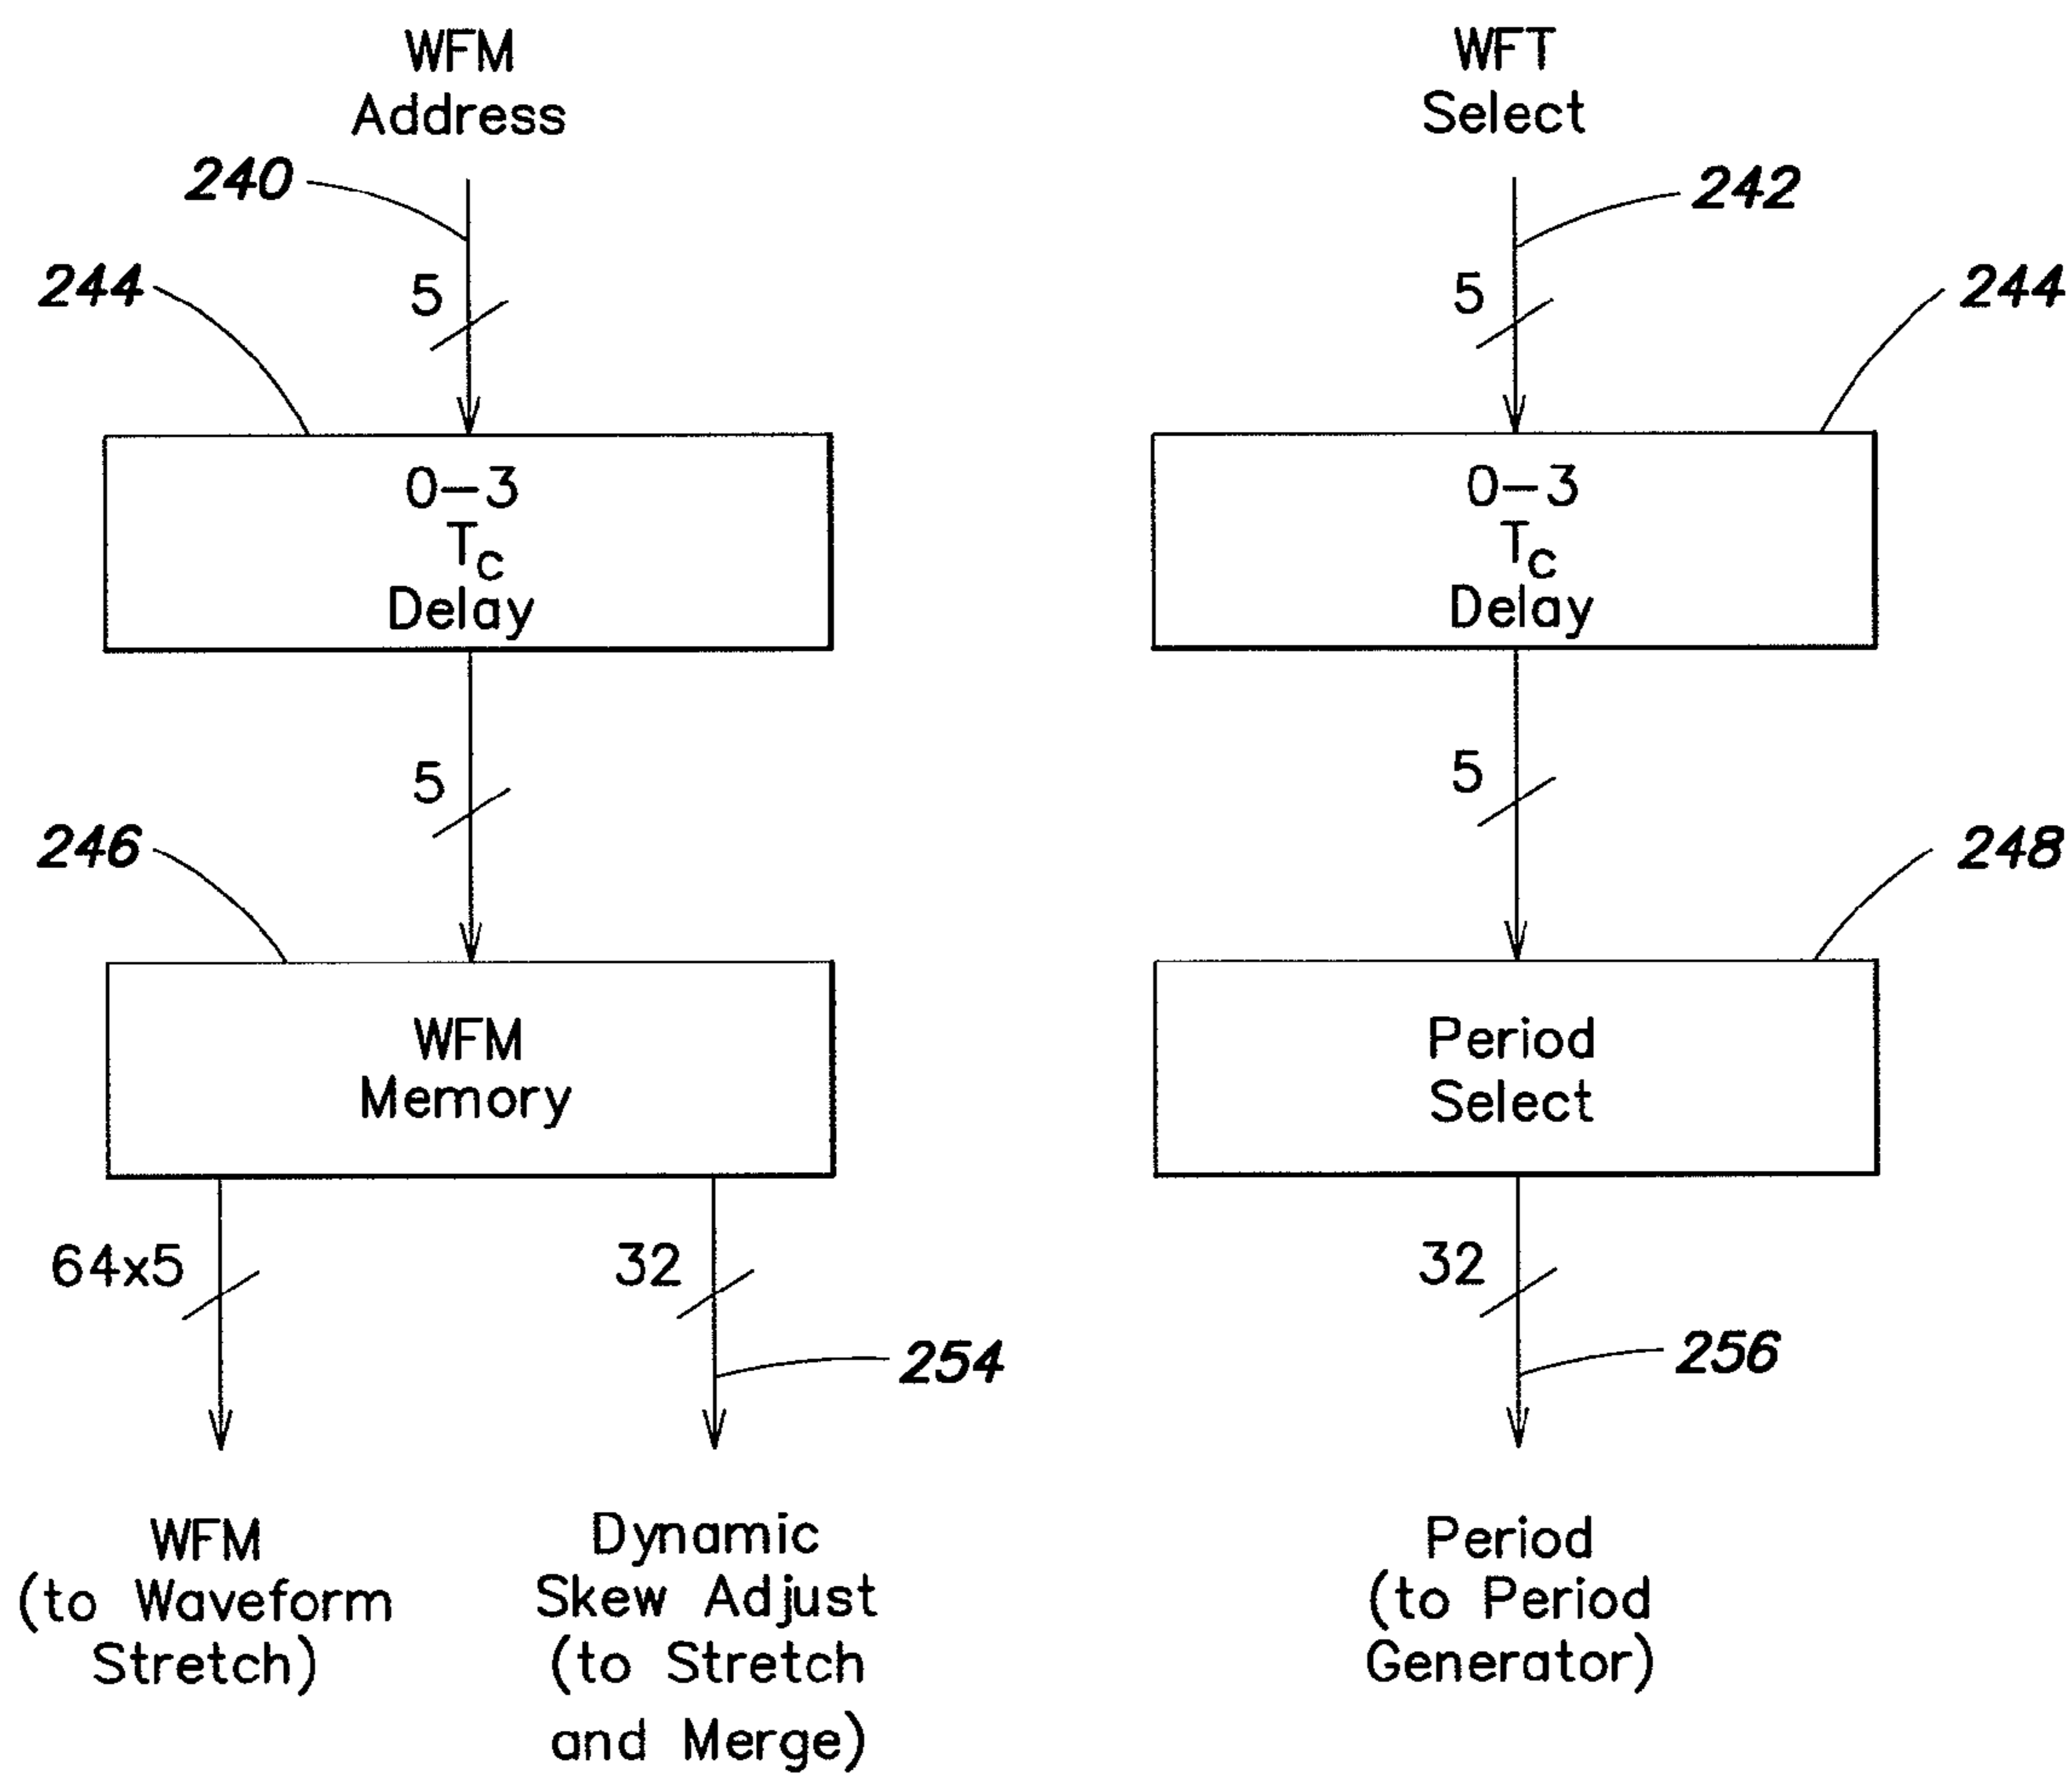 WFM
Address
WFT
Select
240
242
244
5
5
244
0-3
Tc
Delay
0-3
Tc
Delay
5
5
246
248
WFM
Memory
Period
Select
64x5
32
32
254
256
WFM
(to Waveform
Stretch)
Dynamic
Skew Adjust
(to Stretch
and Merge)
Period
(to Period
Generator)